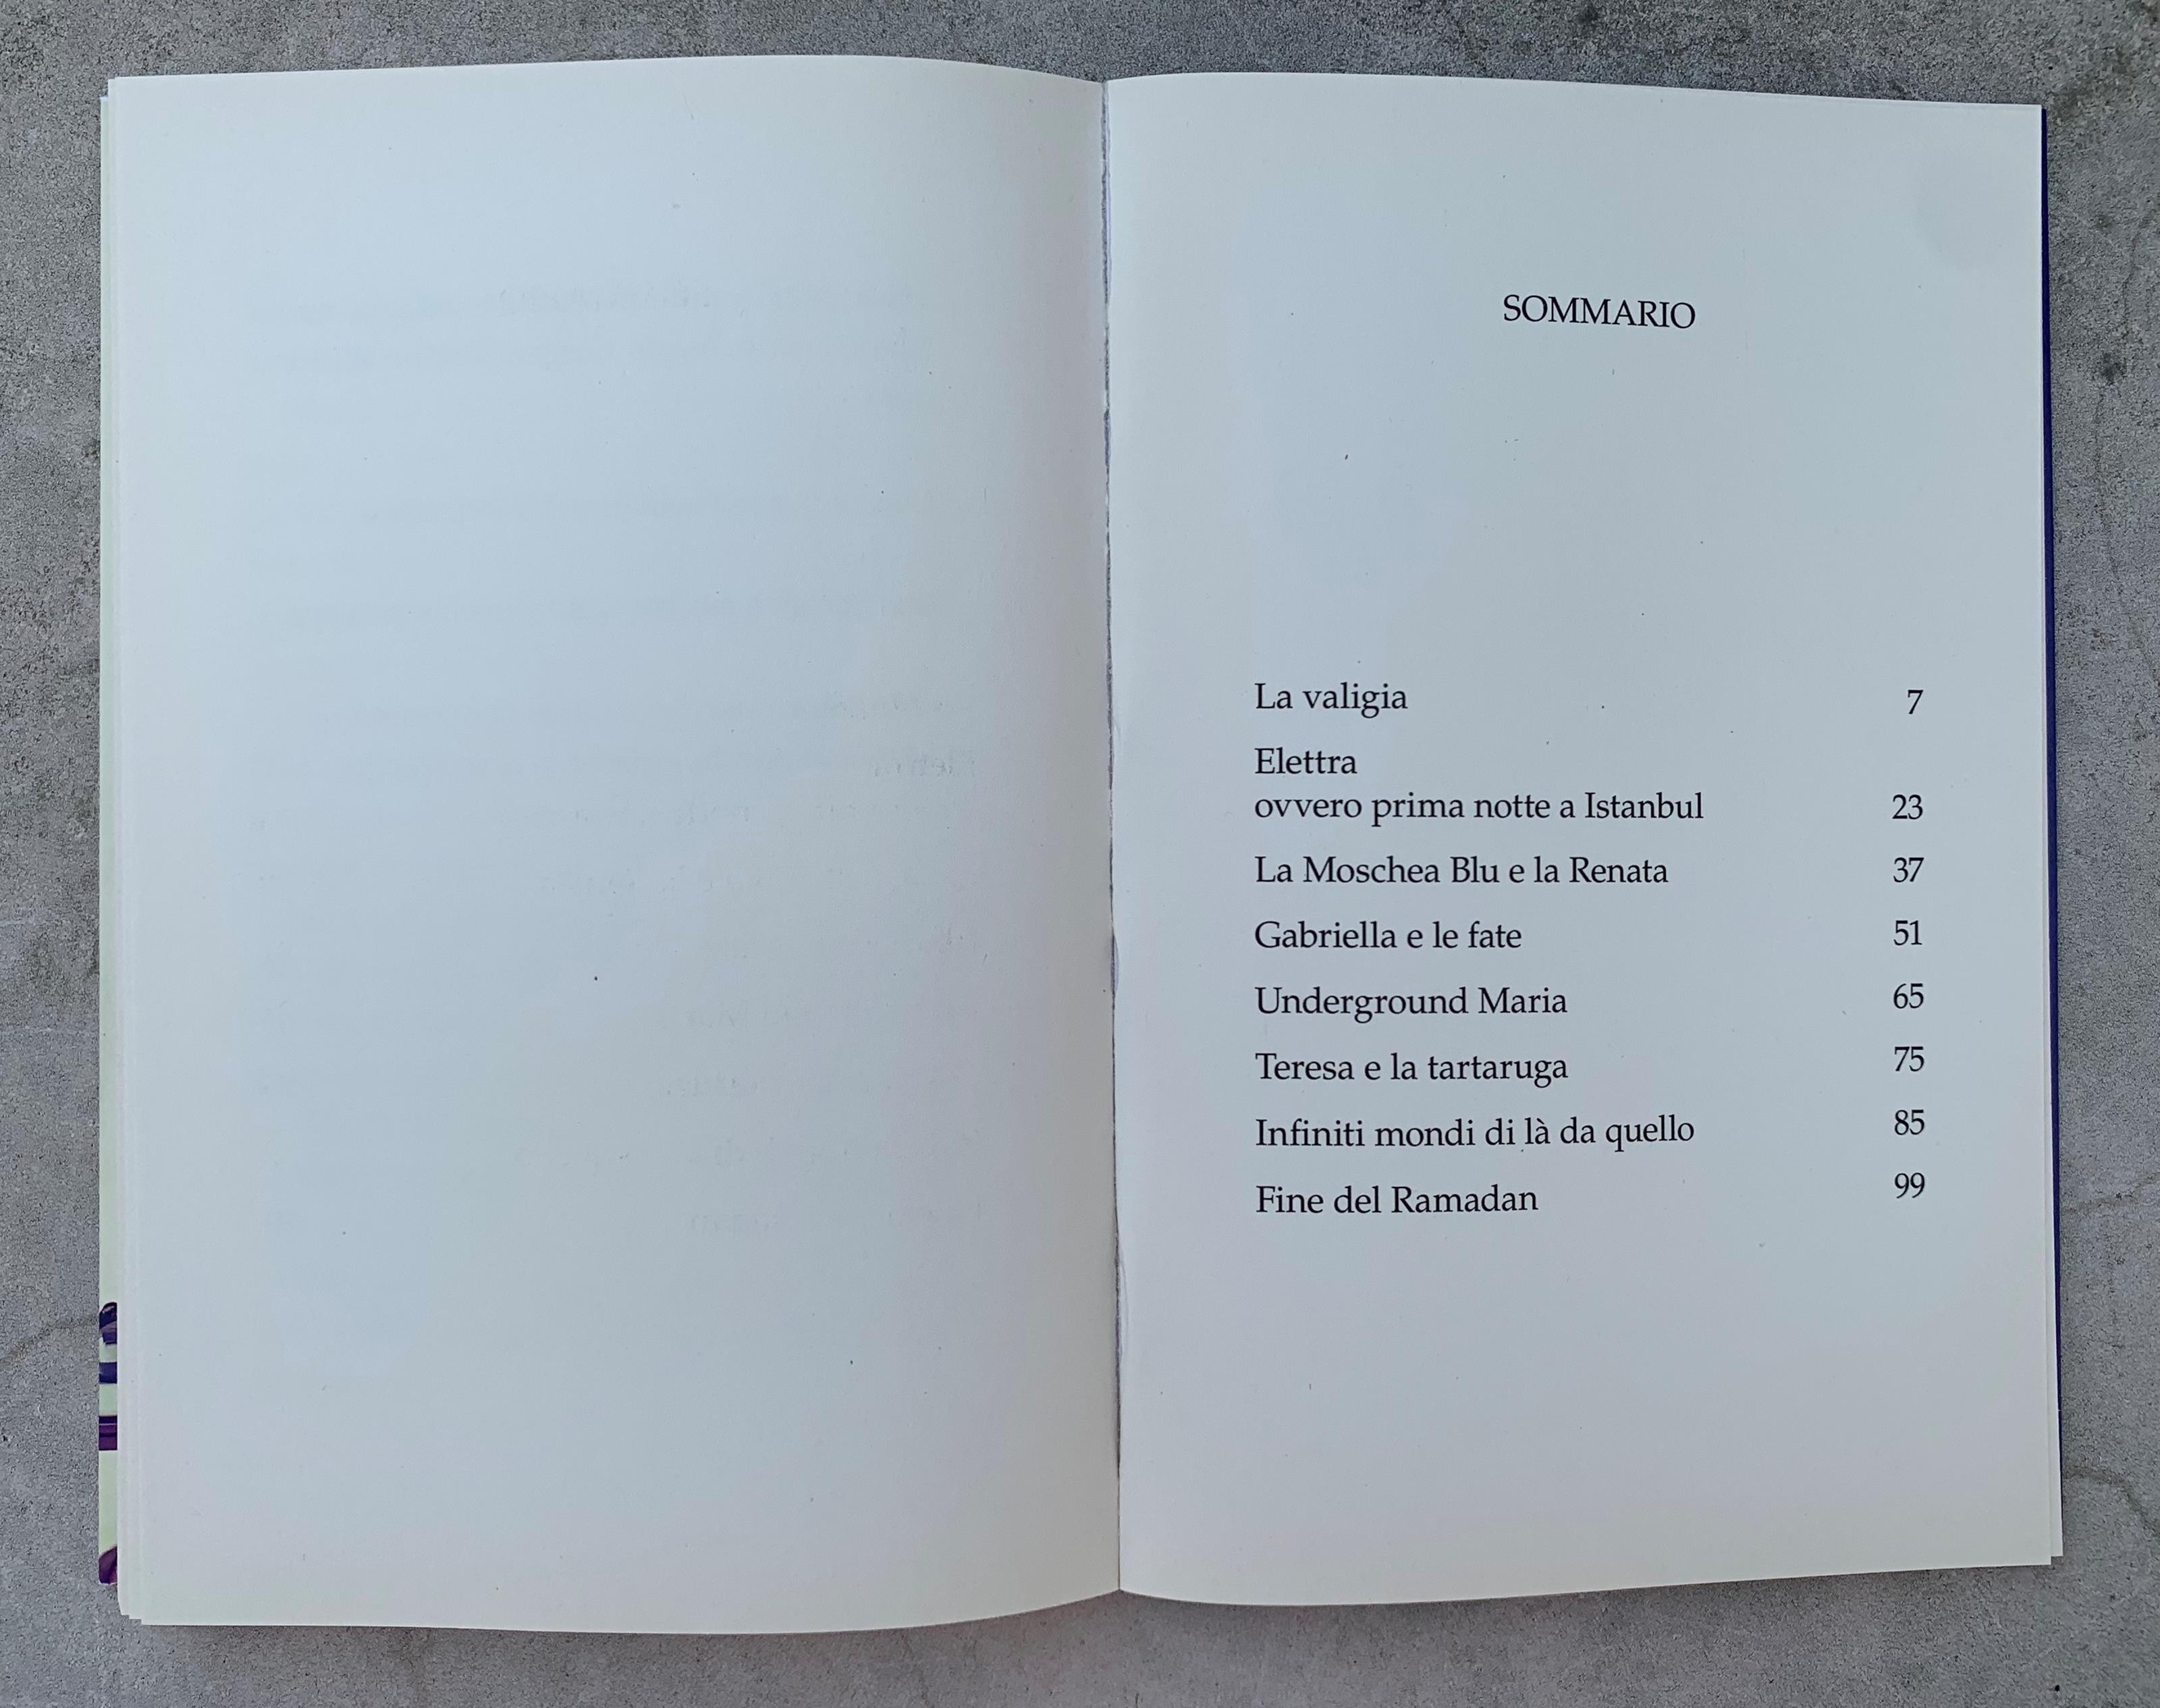 SOMMARIO
La valigia 7
Elettra
ovvero prima notte a Istanbul 23
La Moschea Blu e la Renata 37
Gabriella e le fate 51
Underground Maria 65
Teresa e la tartaruga 75
Infiniti mondi di là da quello 85
Fine del Ramadan 99